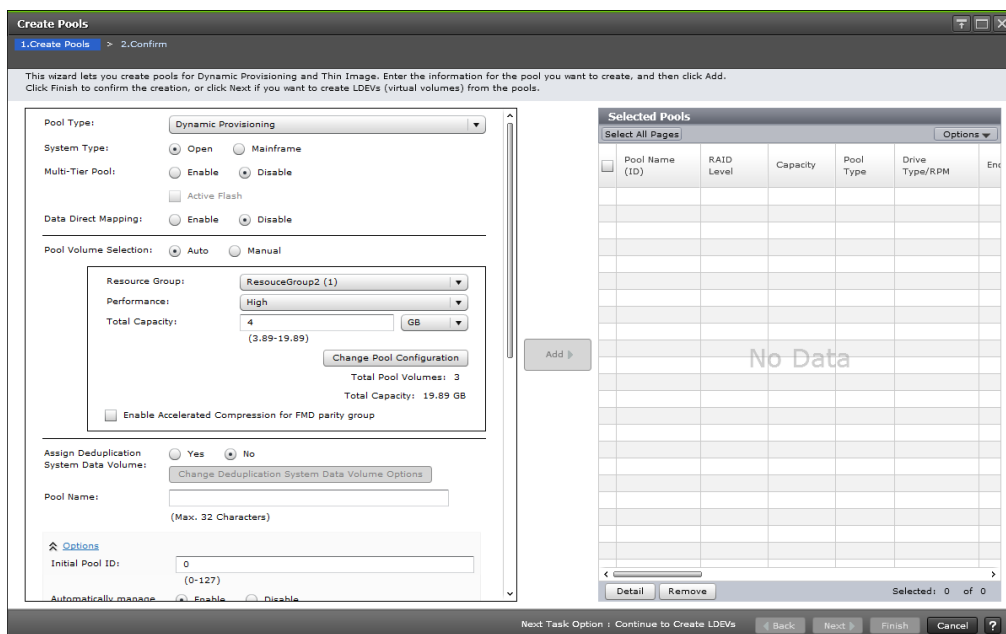 Create Pools
1.Create Pools > 2.Confirm
This wizard lets you create pools for Dynamic Provisioning and Thin Image. Enter the information for the pool you want to create, and then click Add.
Click Finish to confirm the creation, or click Next if you want to create LDEVs (virtual volumes) from the pools.
Pool Type: Dynamic Provisioning
System Type: Open Mainframe
Multi-Tier Pool: Enable Disable
Active Flash
Data Direct Mapping: Enable Disable
Pool Volume Selection: Auto Manual
Resource Group: ResouceGroup2 (1)
Performance: High
Total Capacity: 4 GB
(3.89-19.89)
Change Pool Configuration
Total Pool Volumes: 3
Total Capacity: 19.89 GB
Enable Accelerated Compression for FMD parity group
Assign Deduplication
System Data Volume: Yes No
Change Deduplication System Data Volume Options
Pool Name:
(Max. 32 Characters)
Options
Initial Pool ID: 0
(0-127)
Automatically manage Enable Disable
Add
Selected Pools
Select All Pages Options
Pool Name
(ID)
RAID
Level
Capacity
Pool
Type
Drive
Type/RPM
Enc
No Data
Detail Remove Selected: 0 of 0
Next Task Option : Continue to Create LDEVs Back Next Finish Cancel ?